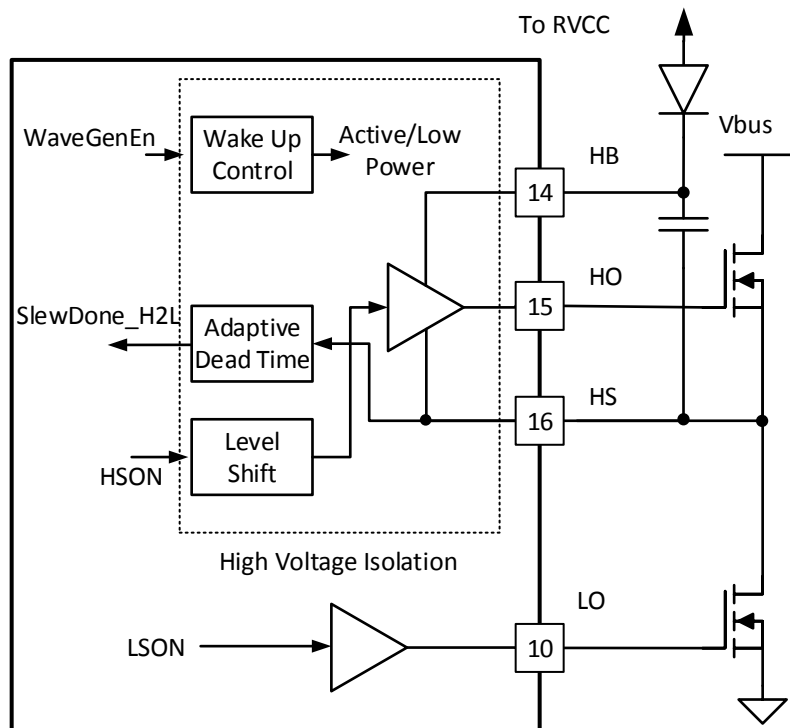 To RVCC
Vbus
WaveGenEn
Wake Up
Control
Active/Low
Power
HB
14
HO
15
SlewDone_H2L
Adaptive
Dead Time
HS
16
HSON
Level
Shift
High Voltage Isolation
LO
LSON
10